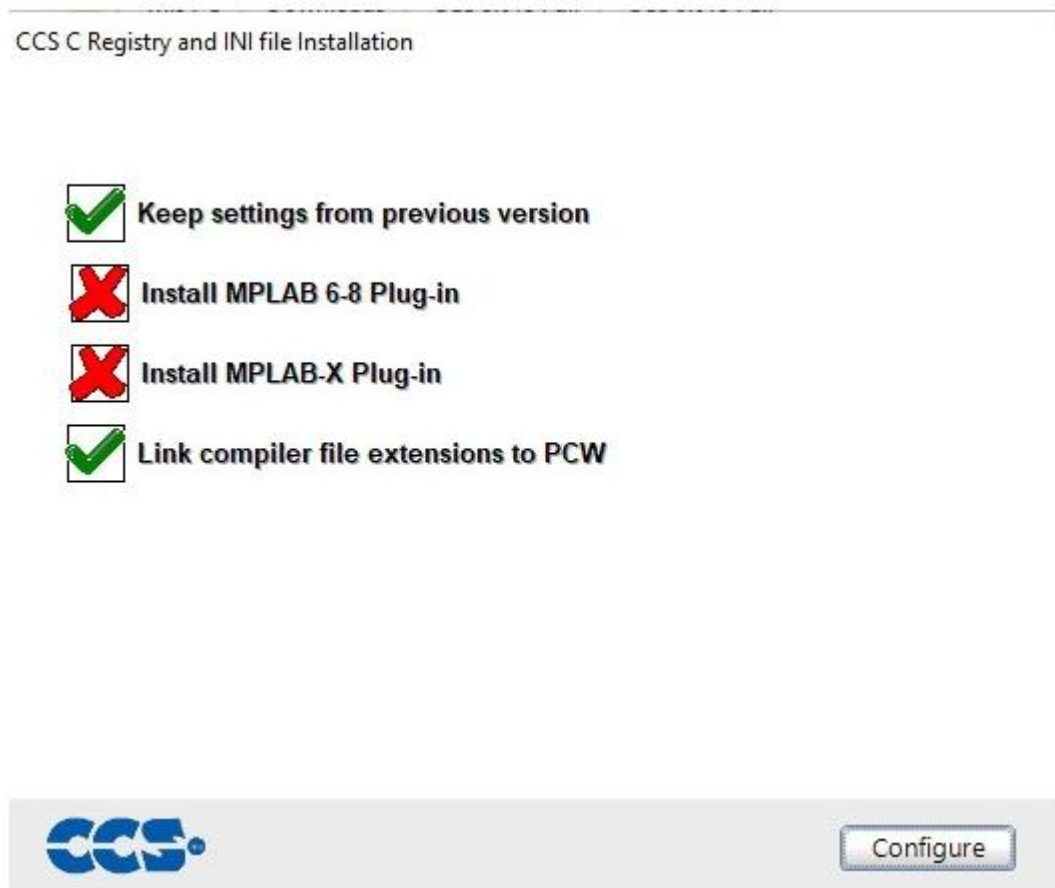 CCS C Registry and INI file Installation
Keep settings from previous version
Install MPLAB 6-8 Plug-in
Install MPLAB-X Plug-in
Link compiler file extensions to PCW
CCS
Configure